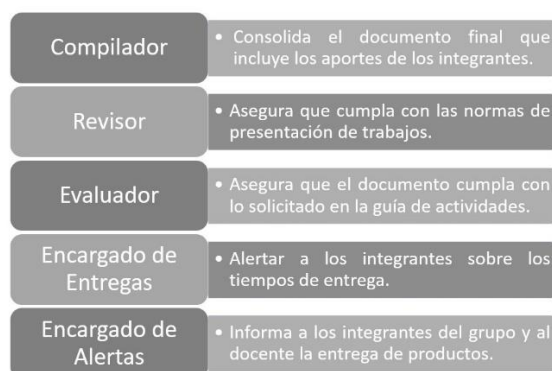 Compilador
• Consolida el documento final que
incluye los aportes de los integrantes.
Revisor
• Asegura que cumpla con las normas de
presentación de trabajos.
Evaluador
• Asegura que el documento cumpla con
lo solicitado en la guía de actividades.
Encargado de
Entregas
• Alertar a los integrantes sobre los
tiempos de entrega.
Encargado de
Alertas
• Informa a los integrantes del grupo y al
docente la entrega de productos.